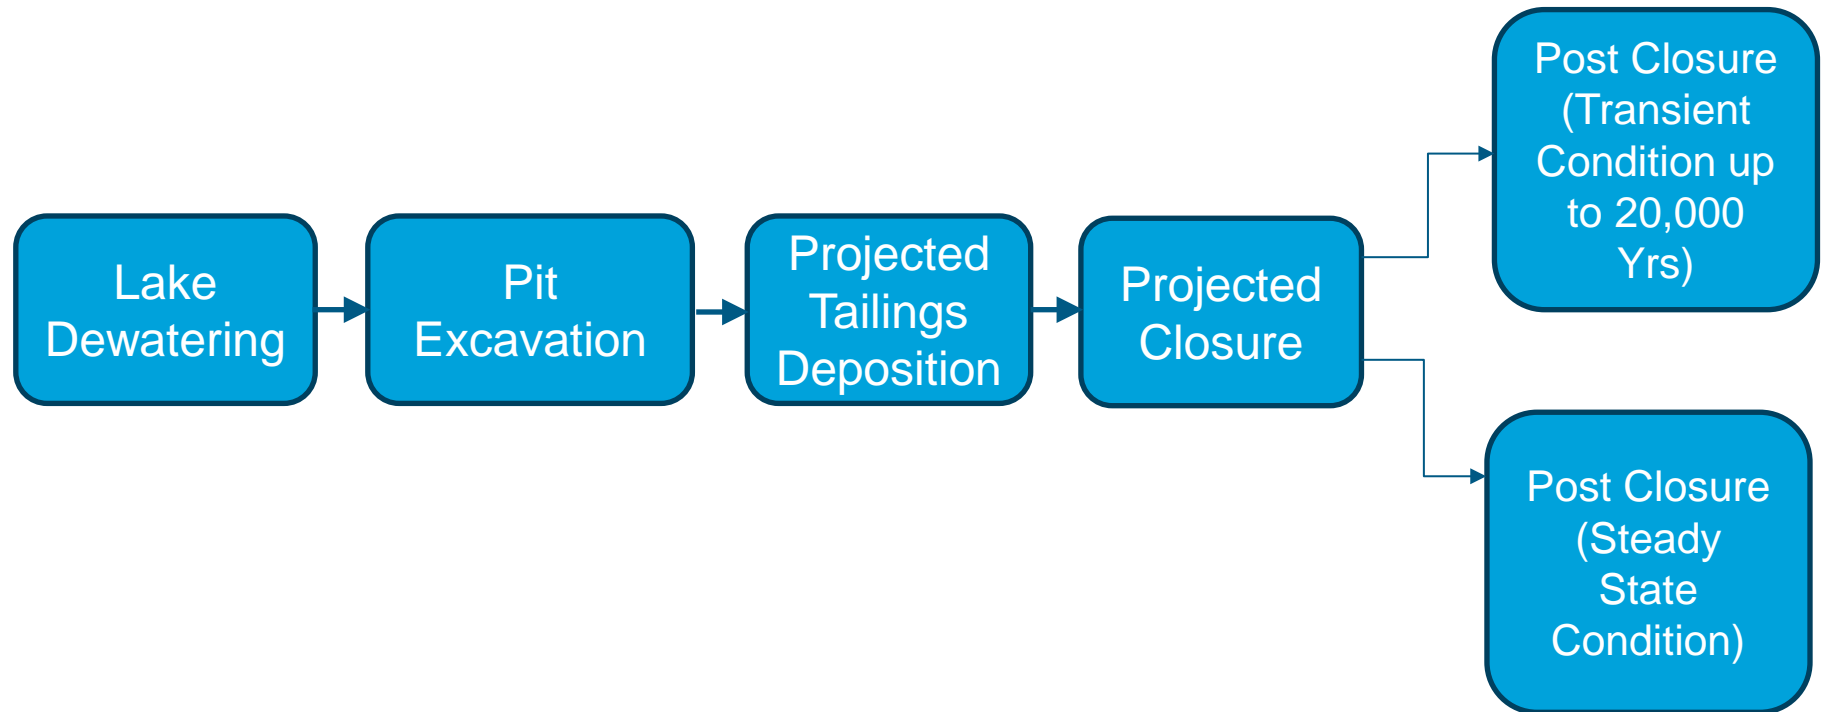 Lake
Dewatering
Pit
Excavation
Projected
Tailings
Deposition
Projected
Closure
Post Closure
(Transient
Condition up
to 20,000
Yrs)
Post Closure
(Steady
State
Condition)